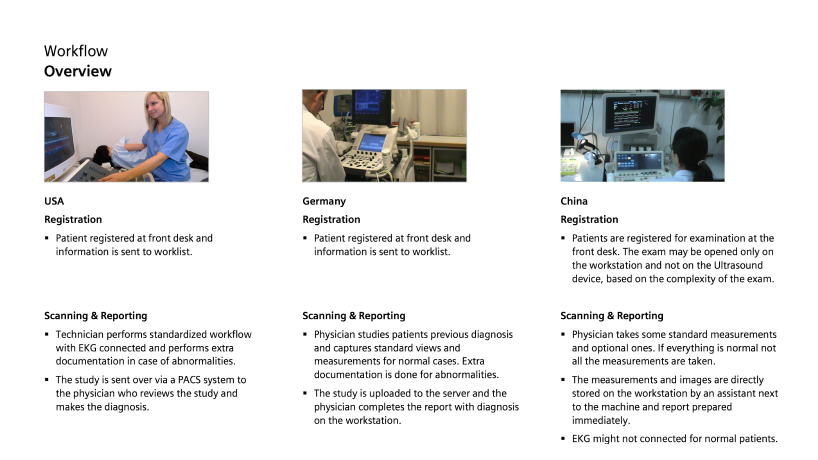 Workflow
Overview
USA
Registration
▪ Patient registered at front desk and
information is sent to worklist.
Scanning & Reporting
▪ Technician performs standardized workflow
with EKG connected and performs extra
documentation in case of abnormalities.
▪ The study is sent over via a PACS system to
the physician who reviews the study and
makes the diagnosis.
Germany
Registration
▪ Patient registered at front desk and
information is sent to worklist.
Scanning & Reporting
▪ Physician studies patients previous diagnosis
and captures standard views and
measurements for normal cases. Extra
documentation is done for abnormalities.
▪ The study is uploaded to the server and the
physician completes the report with diagnosis
on the workstation.
China
Registration
▪ Patients are registered for examination at the
front desk. The exam may be opened only on
the workstation and not on the Ultrasound
device, based on the complexity of the exam.
Scanning & Reporting
▪ Physician takes some standard measurements
and optional ones. If everything is normal not
all the measurements are taken.
▪ The measurements and images are directly
stored on the workstation by an assistant next
to the machine and report prepared
immediately.
▪ EKG might not connected for normal patients.